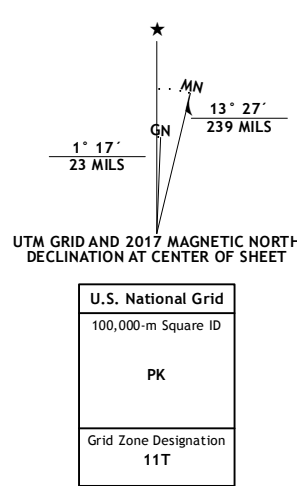 ★
MN
GN
13° 27´
239 MILS
1° 17´
23 MILS
UTM GRID AND 2017 MAGNETIC NORTH
DECLINATION AT CENTER OF SHEET
U.S. National Grid
100,000-m Square ID
PK
Grid Zone Designation
11T